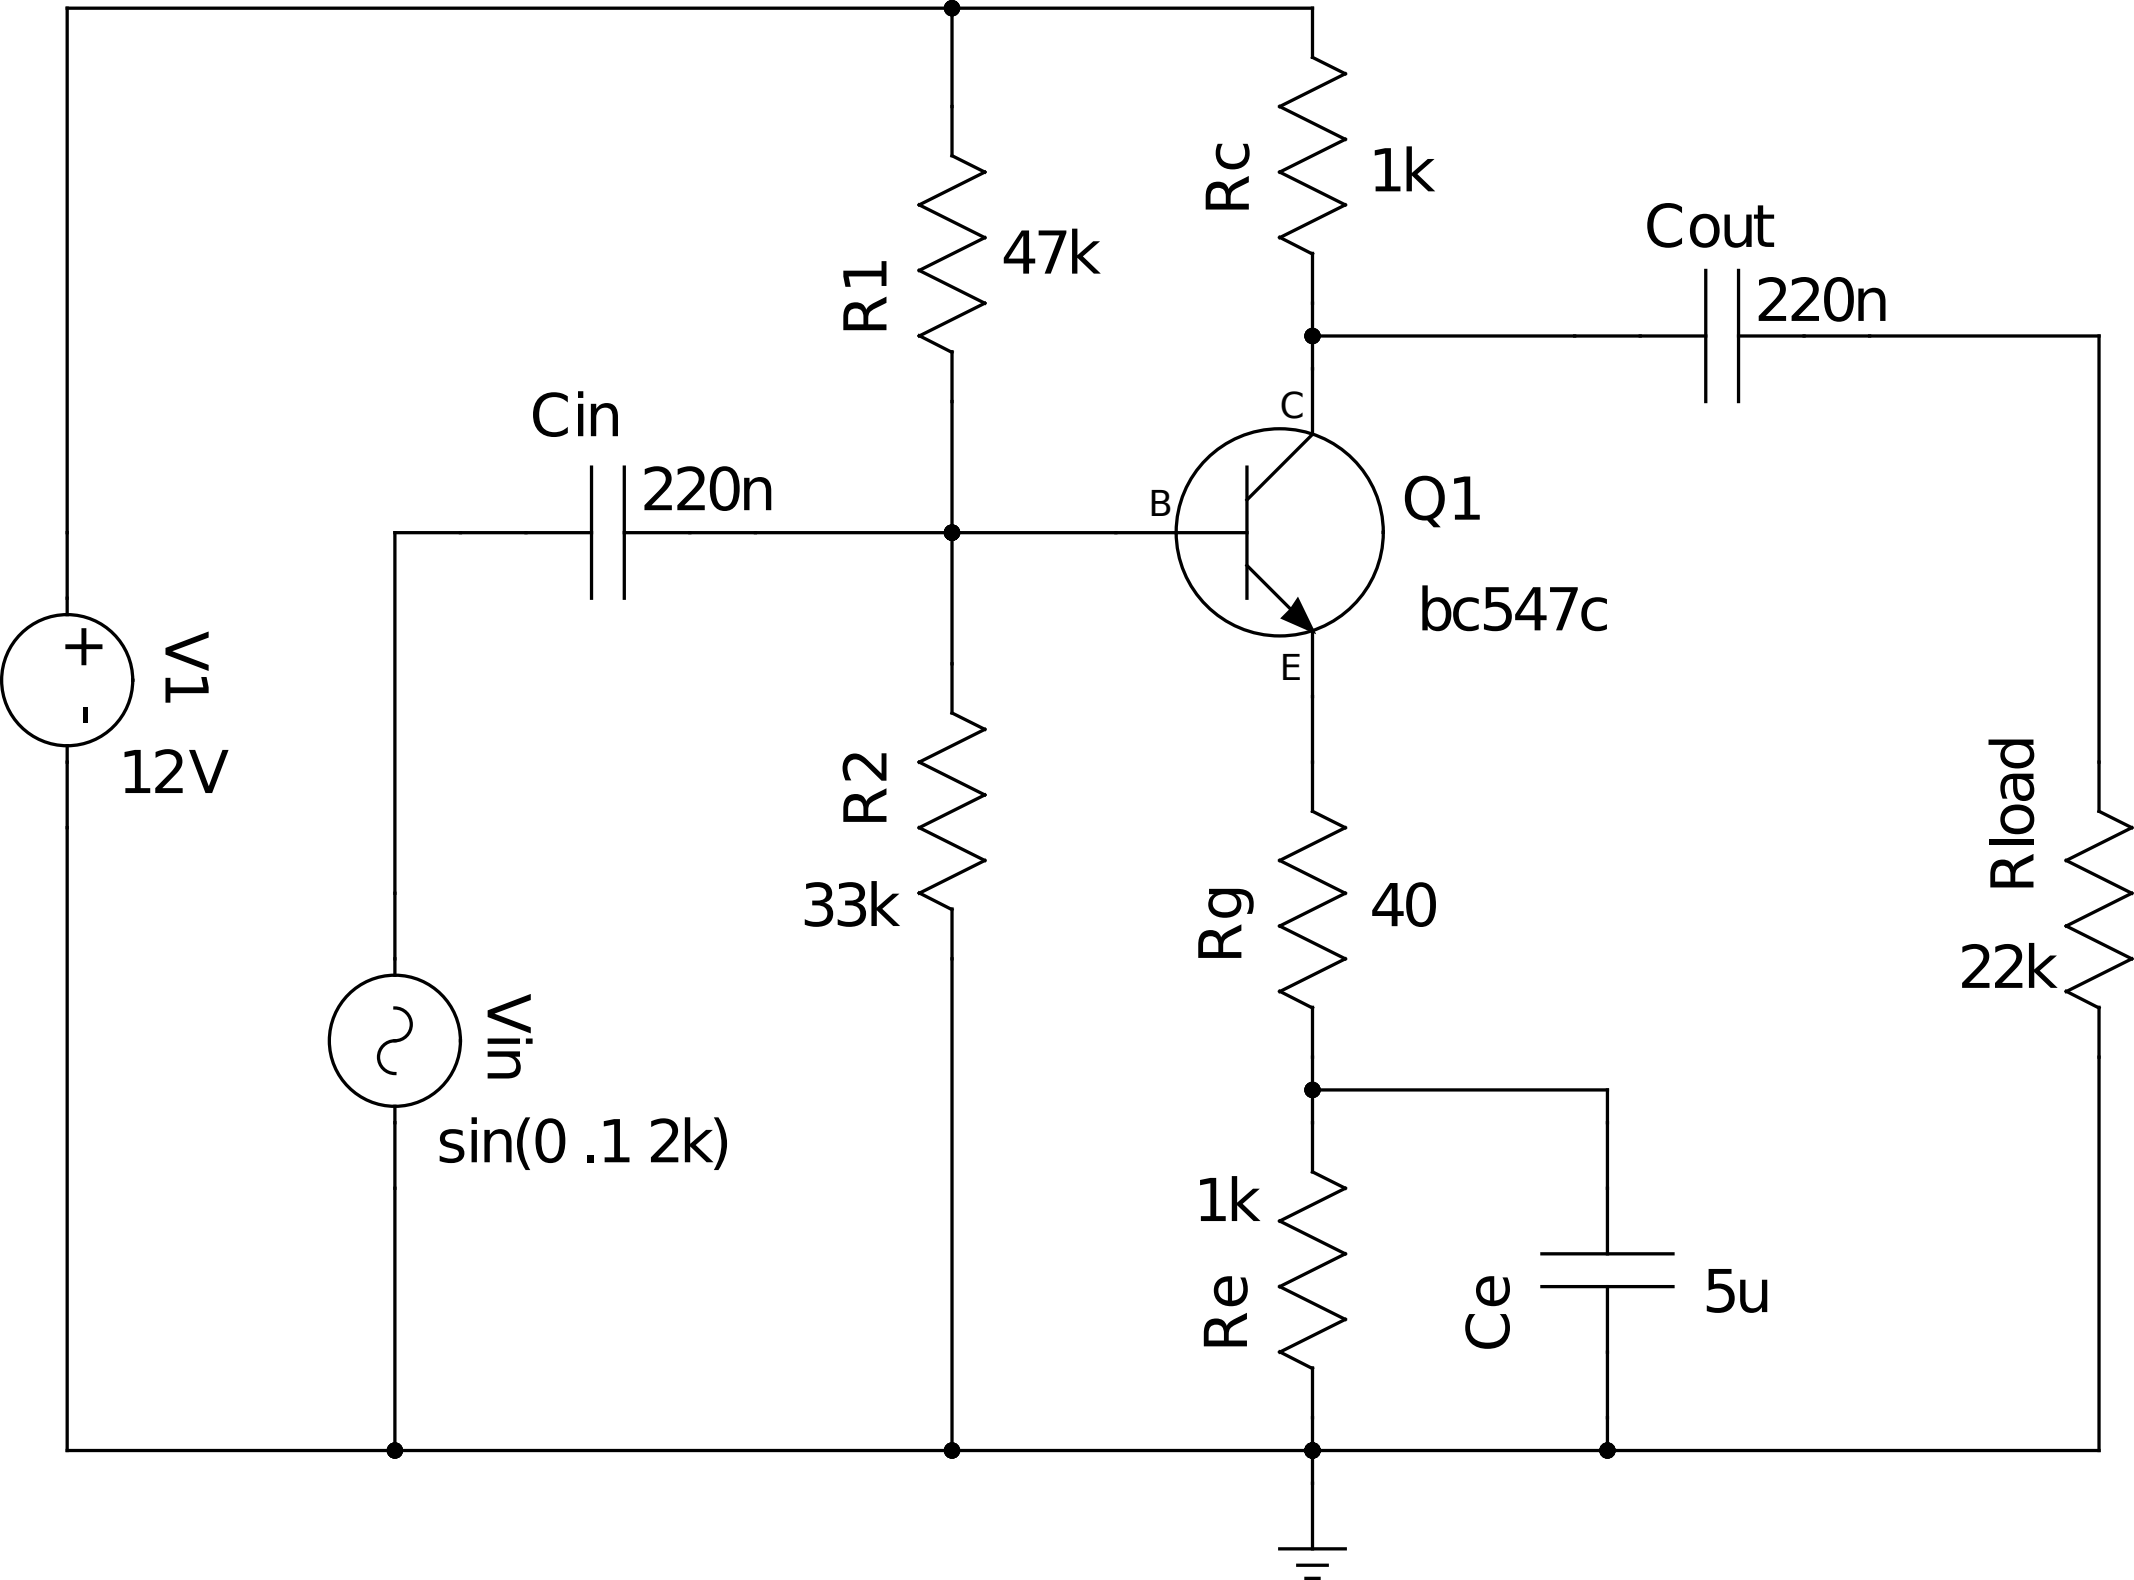 Rc
1k
Cout
220n
R1
47k
Cin
220n
C
B
Q1
bc547c
E
+
-
V1
12V
R2
33k
Rg
40
Rload
22k
Vin
sin(0 .1 2k)
1k
Re
Ce
5u